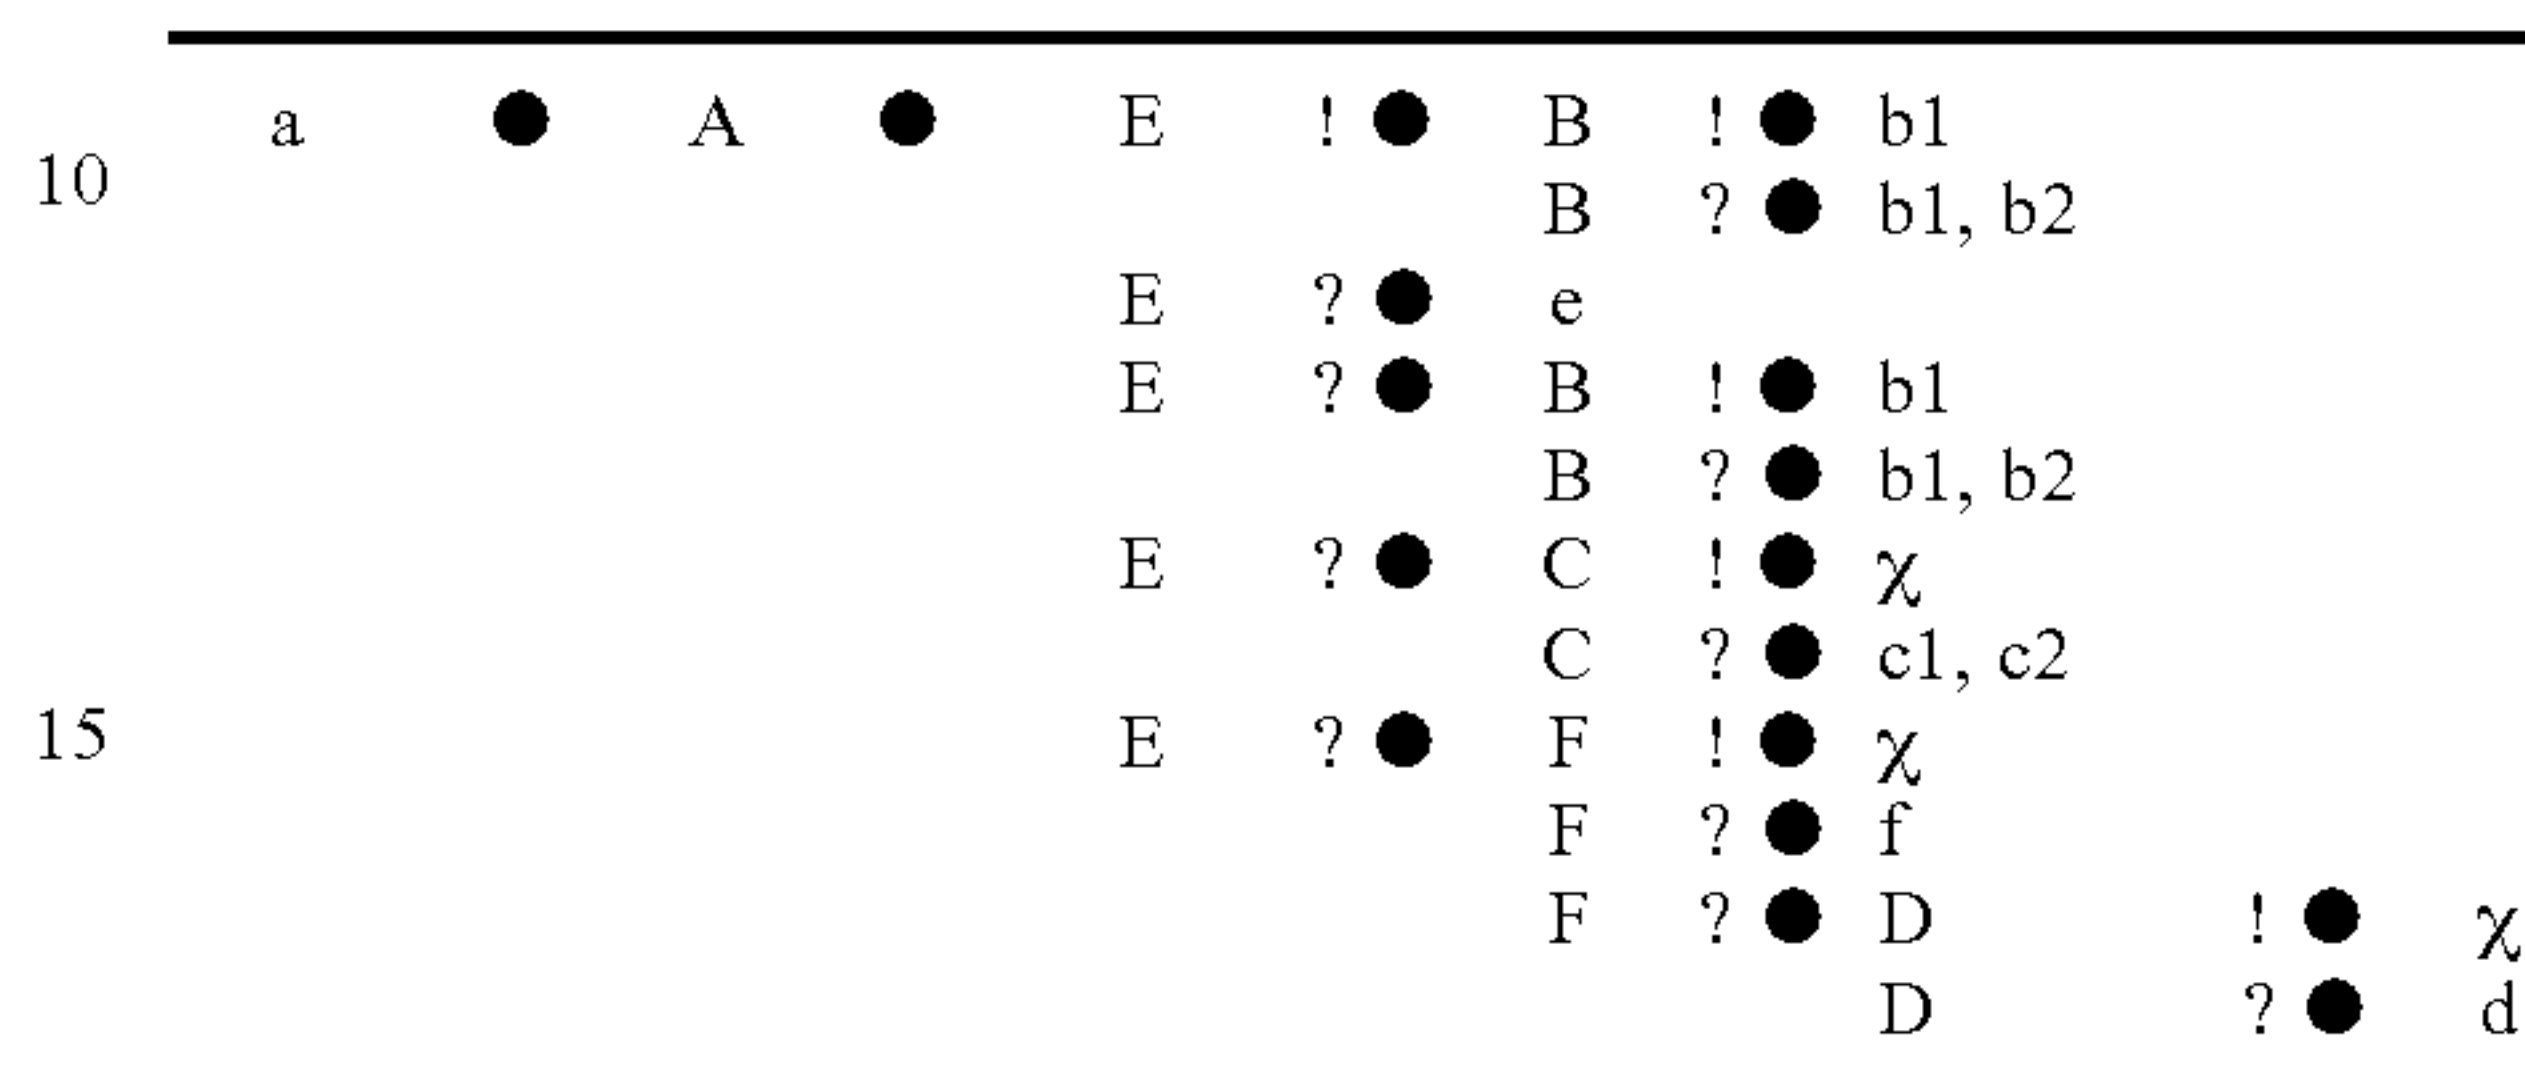 a ● A ● E ! ● B ! ● b1
10
B ? ● b1, b2
E ? ● e
E ? ● B ! ● b1
B ? ● b1, b2
E ? ● C ! ● χ
C ? ● c1, c2
15 E ? ● F ! ● χ
F ? ● f
F ? ● D ! ● χ
D ? ● d